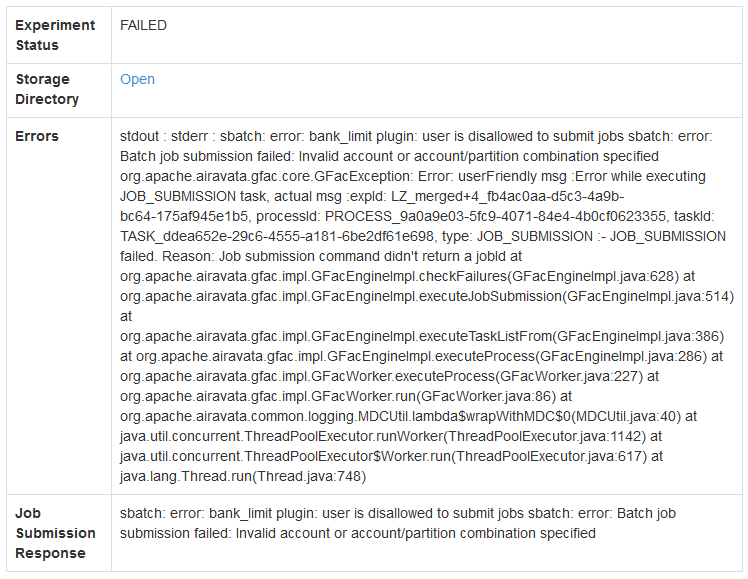 Experiment
Status
FAILED
Storage
Directory
Open
Errors
stdout : stderr : sbatch: error: bank_limit plugin: user is disallowed to submit jobs sbatch: error:
Batch job submission failed: Invalid account or account/partition combination specified
org.apache.airavata.gfac.core.GFacException: Error: userFriendly msg :Error while executing
JOB_SUBMISSION task, actual msg :expId: LZ_merged+4_fb4ac0aa-d5c3-4a9b-
bc64-175af945e1b5, processId: PROCESS_9a0a9e03-5fc9-4071-84e4-4b0cf0623355, taskId:
TASK_ddea652e-29c6-4555-a181-6be2df61e698, type: JOB_SUBMISSION :- JOB_SUBMISSION
failed. Reason: Job submission command didn't return a jobId at
org.apache.airavata.gfac.impl.GFacEngineImpl.checkFailures(GFacEngineImpl.java:628) at
org.apache.airavata.gfac.impl.GFacEngineImpl.executeJobSubmission(GFacEngineImpl.java:514)
at
org.apache.airavata.gfac.impl.GFacEngineImpl.executeTaskListFrom(GFacEngineImpl.java:386)
at org.apache.airavata.gfac.impl.GFacEngineImpl.executeProcess(GFacEngineImpl.java:286) at
org.apache.airavata.gfac.impl.GFacWorker.executeProcess(GFacWorker.java:227) at
org.apache.airavata.gfac.impl.GFacWorker.run(GFacWorker.java:86) at
org.apache.airavata.common.logging.MDCUtil.lambda$wrapWithMDC$0(MDCUtil.java:40) at
java.util.concurrent.ThreadPoolExecutor.runWorker(ThreadPoolExecutor.java:1142) at
java.util.concurrent.ThreadPoolExecutor$Worker.run(ThreadPoolExecutor.java:617) at
java.lang.Thread.run(Thread.java:748)
Job
Submission
Response
sbatch: error: bank_limit plugin: user is disallowed to submit jobs sbatch: error: Batch job
submission failed: Invalid account or account/partition combination specified